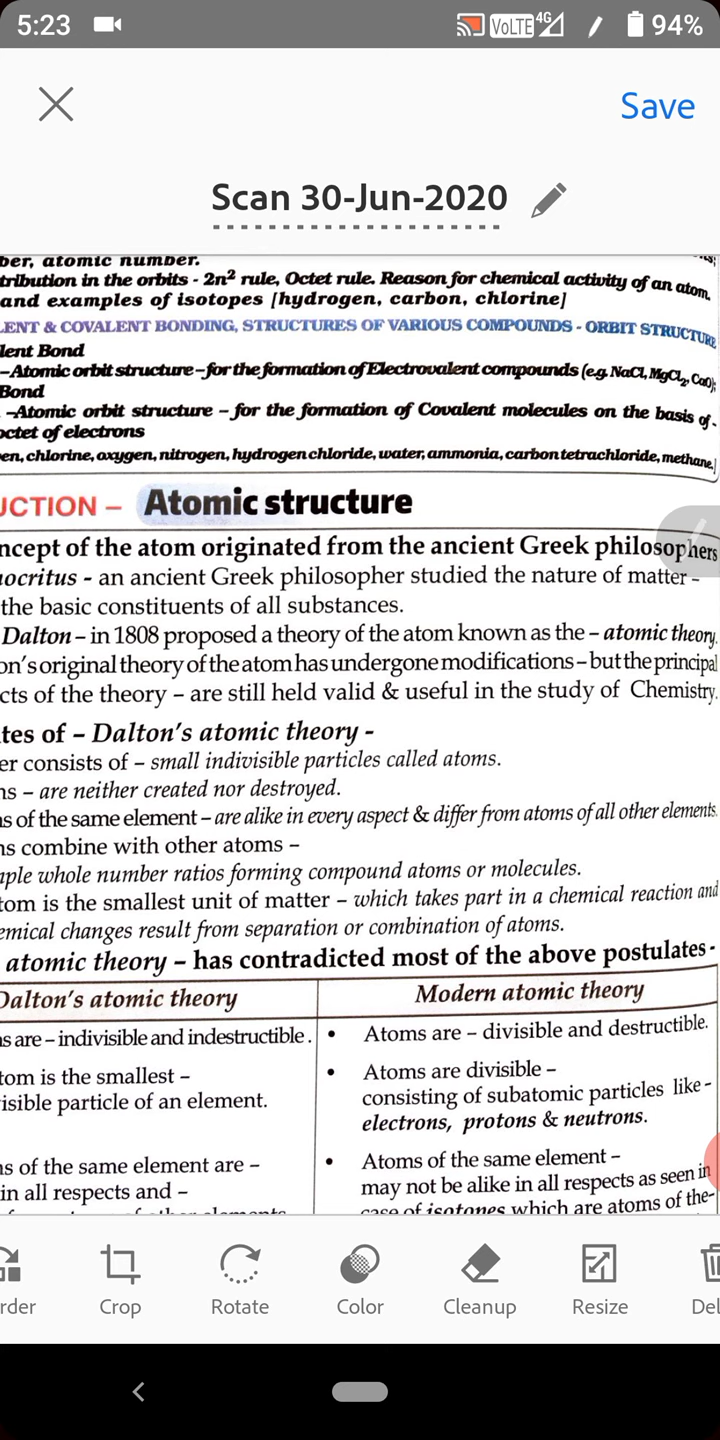 5:23 VoLTE 4G 94%
Save
Scan 30-Jun-2020
ber, atomic number.
tribution in the orbits - 2n² rule, Octet rule. Reason for chemical activity of an atom,
and examples of isotopes [hydrogen, carbon, chlorine]
LENT & COVALENT BONDING, STRUCTURES OF VARIOUS COMPOUNDS - ORBIT STRUCTURE
lent Bond
–Atomic orbit structure –for the formation of Electrovalent compounds (e.g. NaCl, MgCl₂, CaO);
Bond
–Atomic orbit structure – for the formation of Covalent molecules on the basis of -
octet of electrons
en, chlorine, oxygen, nitrogen, hydrogen chloride, water, ammonia, carbon tetrachloride, methane.]
UCTION – Atomic structure
ncept of the atom originated from the ancient Greek philosophers
nocritus - an ancient Greek philosopher studied the nature of matter –
the basic constituents of all substances.
Dalton – in 1808 proposed a theory of the atom known as the – atomic theory.
on's original theory of the atom has undergone modifications – but the principal
cts of the theory – are still held valid & useful in the study of Chemistry.
tes of – Dalton's atomic theory -
er consists of – small indivisible particles called atoms.
ns – are neither created nor destroyed.
s of the same element – are alike in every aspect & differ from atoms of all other elements.
ns combine with other atoms –
mple whole number ratios forming compound atoms or molecules.
tom is the smallest unit of matter – which takes part in a chemical reaction and
emical changes result from separation or combination of atoms.
atomic theory – has contradicted most of the above postulates -
Dalton's atomic theory Modern atomic theory
s are – indivisible and indestructible. • Atoms are – divisible and destructible.
tom is the smallest – • Atoms are divisible –
isible particle of an element. consisting of subatomic particles like –
electrons, protons & neutrons.
ns of the same element are – • Atoms of the same element –
in all respects and – may not be alike in all respects as seen in
case of isotopes which are atoms of the-
rder Crop Rotate Color Cleanup Resize Del